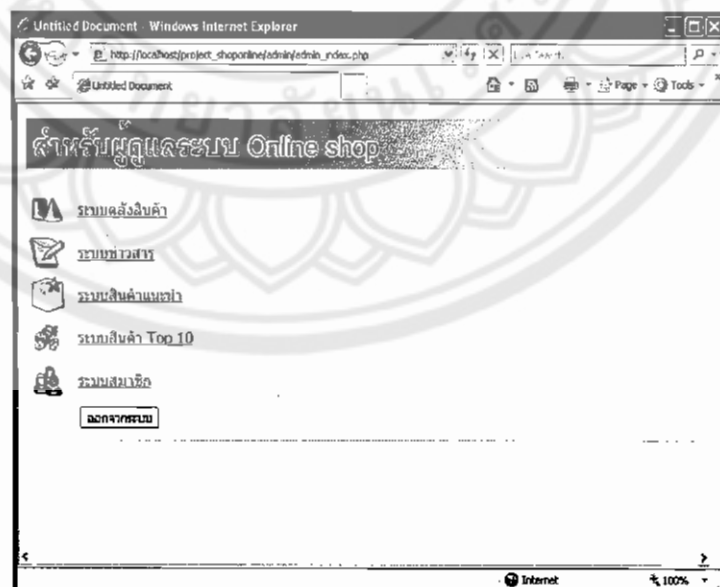 Untitled Document - Windows Internet Explorer
http://localhost/project_shoponline/admin/admin_index.php
Untitled Document
Page
Tools
สำหรับผู้ดูแลระบบ Online shop
ระบบคลังสินค้า
ระบบข่าวสาร
ระบบสินค้าแนะนำ
ระบบสินค้า Top 10
ระบบสมาชิก
ออกจากระบบ
Internet
100%